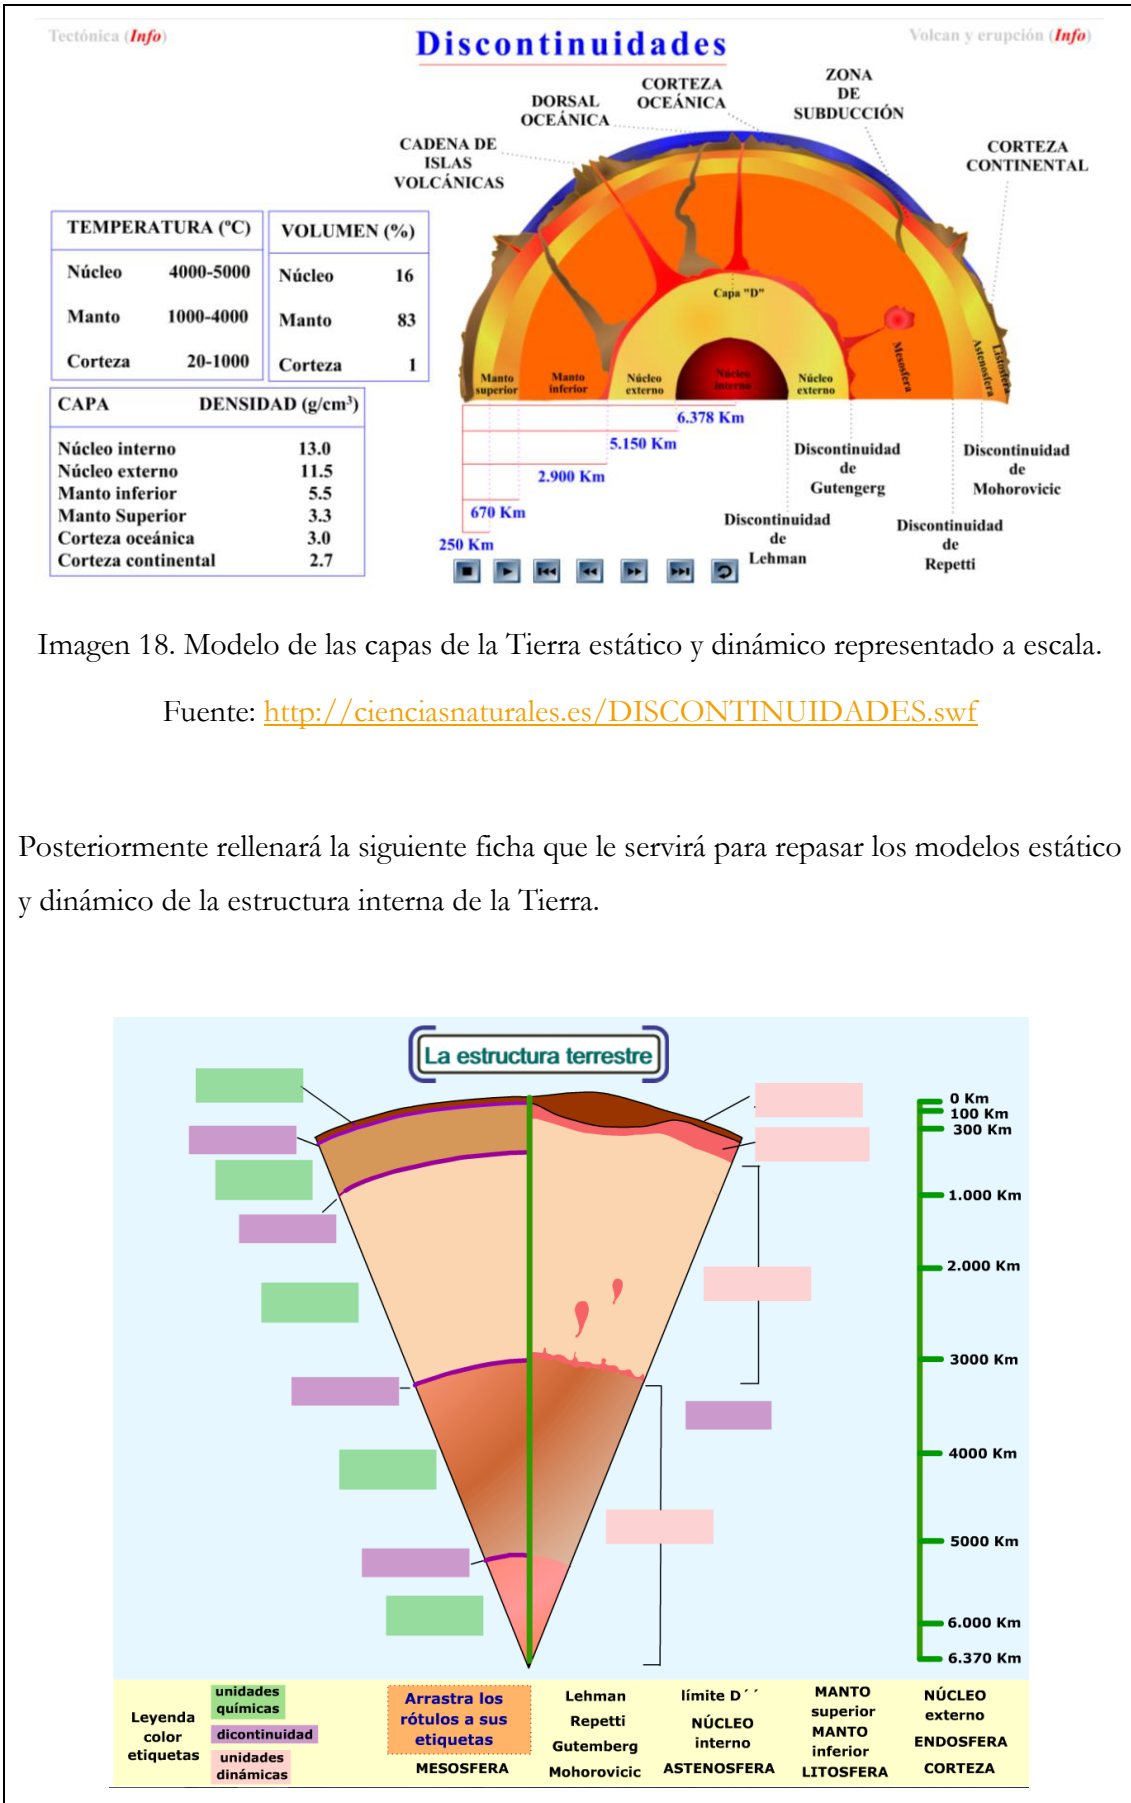 Tectónica (Info)
Discontinuidades
Volcan y erupción (Info)
ZONA
DE
SUBDUCCIÓN
CORTEZA
OCEÁNICA
DORSAL
OCEÁNICA
CADENA DE
ISLAS
VOLCÁNICAS
CORTEZA
CONTINENTAL
TEMPERATURA (ºC)
Núcleo 4000-5000
Manto 1000-4000
Corteza 20-1000
VOLUMEN (%)
Núcleo 16
Manto 83
Corteza 1
CAPA DENSIDAD (g/cm³)
Núcleo interno 13.0
Núcleo externo 11.5
Manto inferior 5.5
Manto Superior 3.3
Corteza oceánica 3.0
Corteza continental 2.7
Capa "D"
Manto
superior
Manto
inferior
Núcleo
externo
Núcleo
interno
Núcleo
externo
Mesosfera
Astenosfera
Listosfera
6.378 Km
5.150 Km
2.900 Km
670 Km
250 Km
Discontinuidad
de
Gutengerg
Discontinuidad
de
Mohorovicic
Discontinuidad
de
Lehman
Discontinuidad
de
Repetti
Imagen 18. Modelo de las capas de la Tierra estático y dinámico representado a escala.
Fuente: http://cienciasnaturales.es/DISCONTINUIDADES.swf
Posteriormente rellenará la siguiente ficha que le servirá para repasar los modelos estático
y dinámico de la estructura interna de la Tierra.
La estructura terrestre
0 Km
100 Km
300 Km
1.000 Km
2.000 Km
3000 Km
4000 Km
5000 Km
6.000 Km
6.370 Km
Leyenda
color
etiquetas
unidades
químicas
dicontinuidad
unidades
dinámicas
Arrastra los
rótulos a sus
etiquetas
MESOSFERA
Lehman
Repetti
Gutemberg
Mohorovicic
límite D´´
NÚCLEO
interno
ASTENOSFERA
MANTO
superior
MANTO
inferior
LITOSFERA
NÚCLEO
externo
ENDOSFERA
CORTEZA